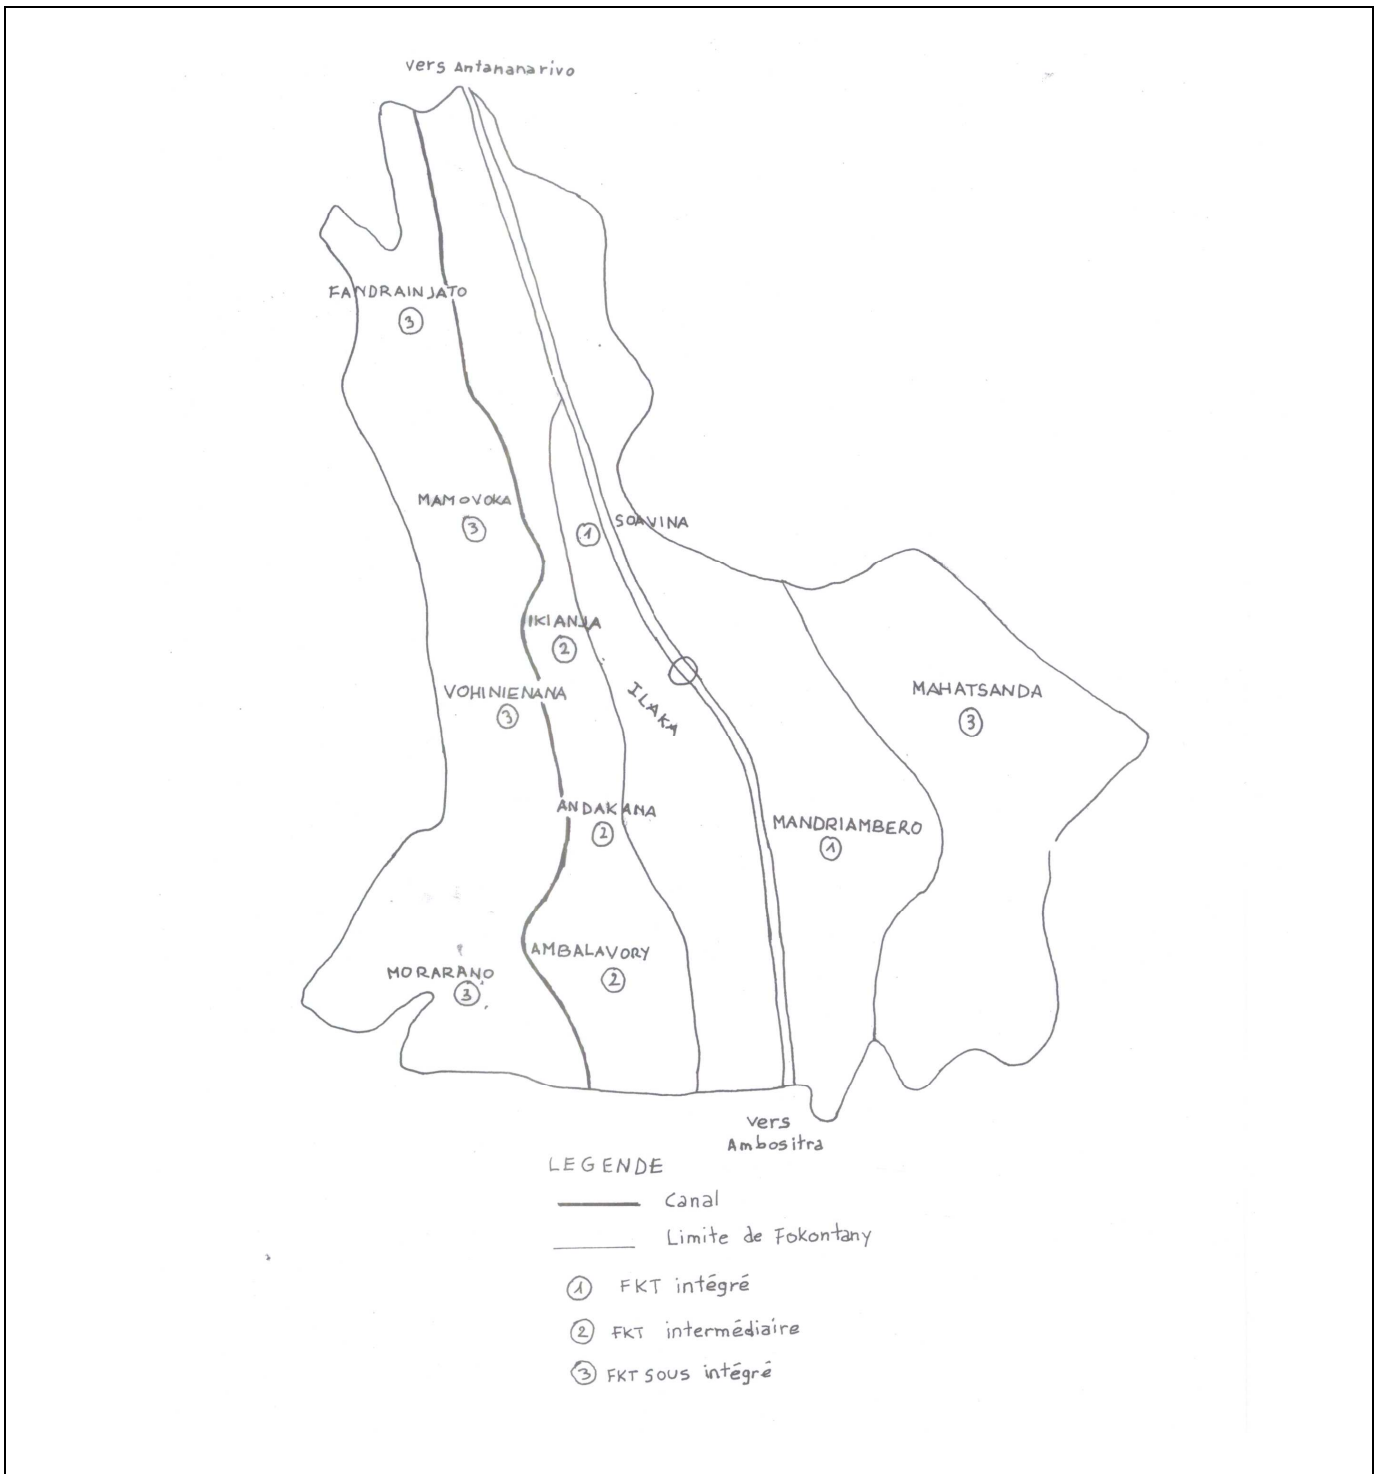 vers Antananarivo
FANDRAINJATO
3
MAMOVOKA
3
SOAVINA
1
IKIANJA
2
VOHINIENANA
3
ILAKA
MAHATSANDA
3
ANDAKANA
2
MANDRIAMBERO
1
AMBALAVORY
2
MORARANO
3
vers
Ambositra
LEGENDE
Canal
Limite de Fokontany
1 FKT intégré
2 FKT intermédiaire
3 FKT SOUS intégré